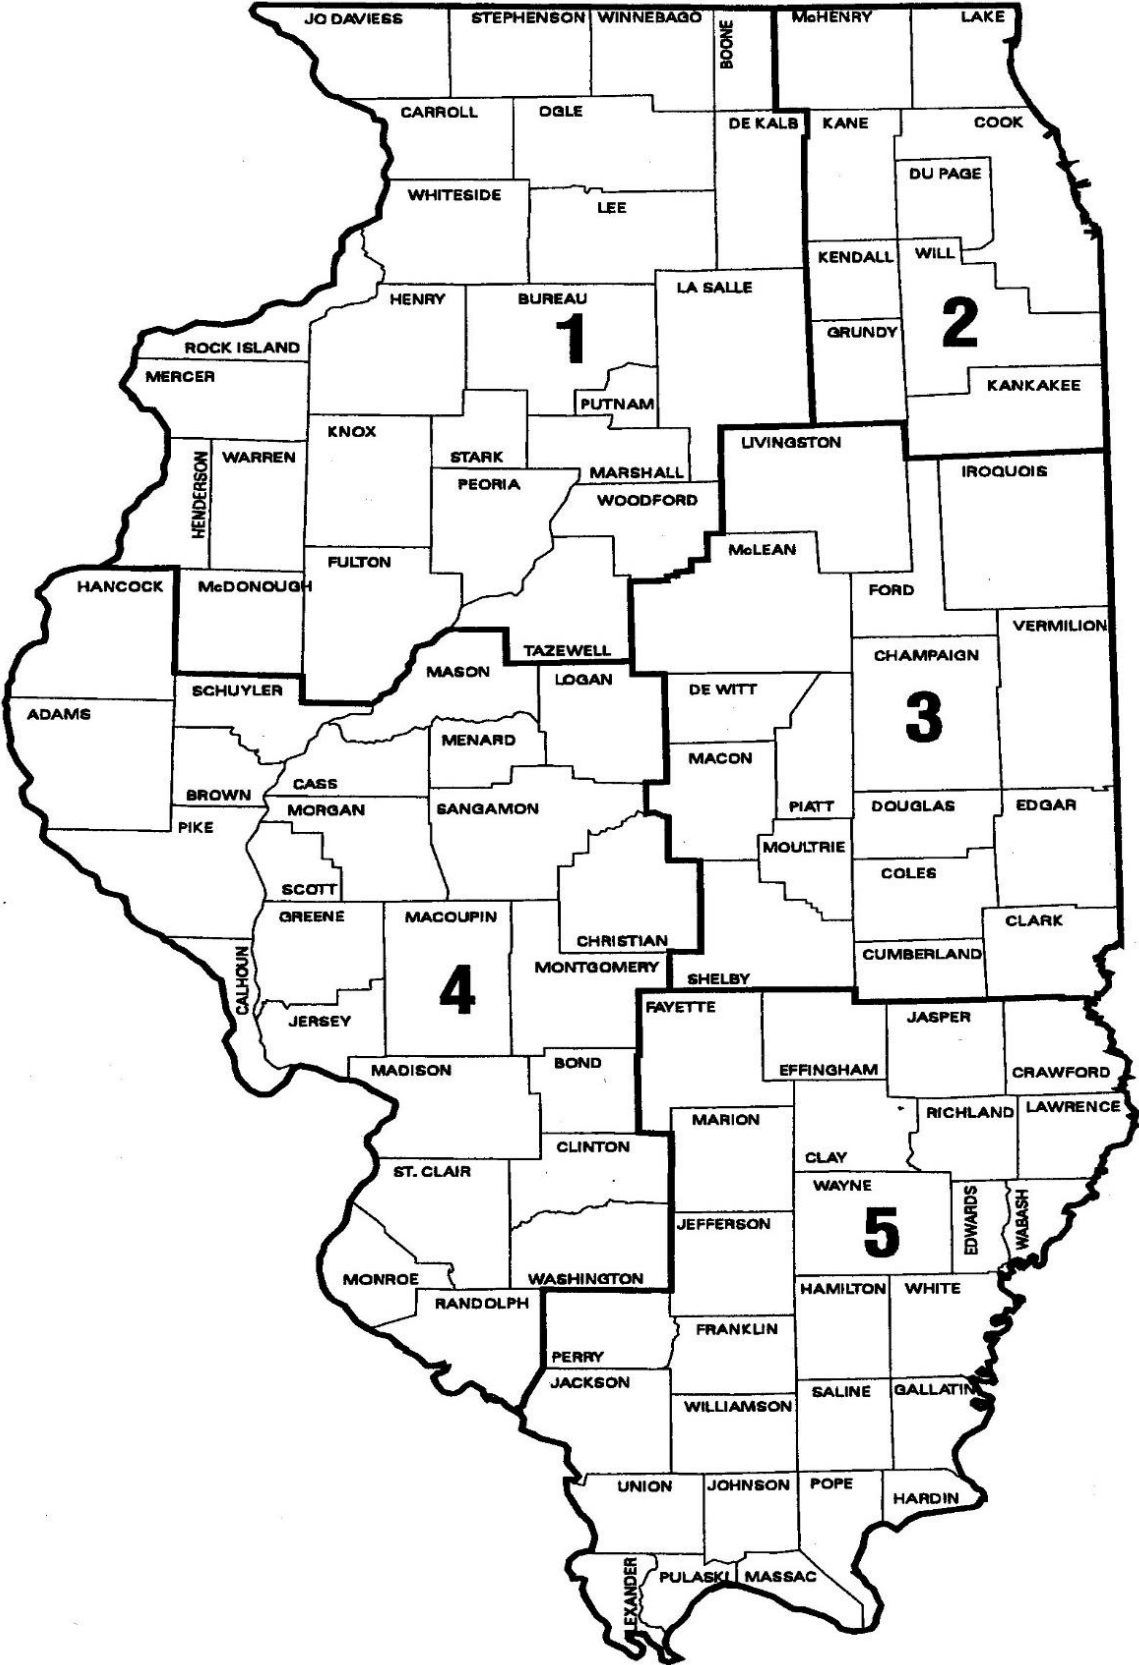 JO DAVIESS
STEPHENSON
WINNEBAGO
BOONE
McHENRY
LAKE
CARROLL
OGLE
DE KALB
KANE
COOK
DU PAGE
WHITESIDE
LEE
KENDALL
WILL
LA SALLE
HENRY
BUREAU
1
2
GRUNDY
ROCK ISLAND
MERCER
KANKAKEE
PUTNAM
KNOX
LIVINGSTON
HENDERSON
WARREN
STARK
MARSHALL
IROQUOIS
PEORIA
WOODFORD
McLEAN
FULTON
HANCOCK
McDONOUGH
FORD
VERMILION
TAZEWELL
CHAMPAIGN
MASON
LOGAN
SCHUYLER
DE WITT
ADAMS
3
MENARD
MACON
CASS
BROWN
MORGAN
SANGAMON
PIATT
DOUGLAS
EDGAR
PIKE
MOULTRIE
COLES
SCOTT
GREENE
MACOUPIN
CLARK
CHRISTIAN
CUMBERLAND
CALHOUN
MONTGOMERY
SHELBY
4
JERSEY
FAYETTE
JASPER
MADISON
BOND
EFFINGHAM
CRAWFORD
RICHLAND
LAWRENCE
MARION
CLINTON
CLAY
ST. CLAIR
WAYNE
EDWARDS
WABASH
JEFFERSON
5
MONROE
WASHINGTON
RANDOLPH
HAMILTON
WHITE
FRANKLIN
PERRY
JACKSON
SALINE
GALLATIN
WILLIAMSON
UNION
JOHNSON
POPE
HARDIN
ALEXANDER
PULASKI
MASSAC